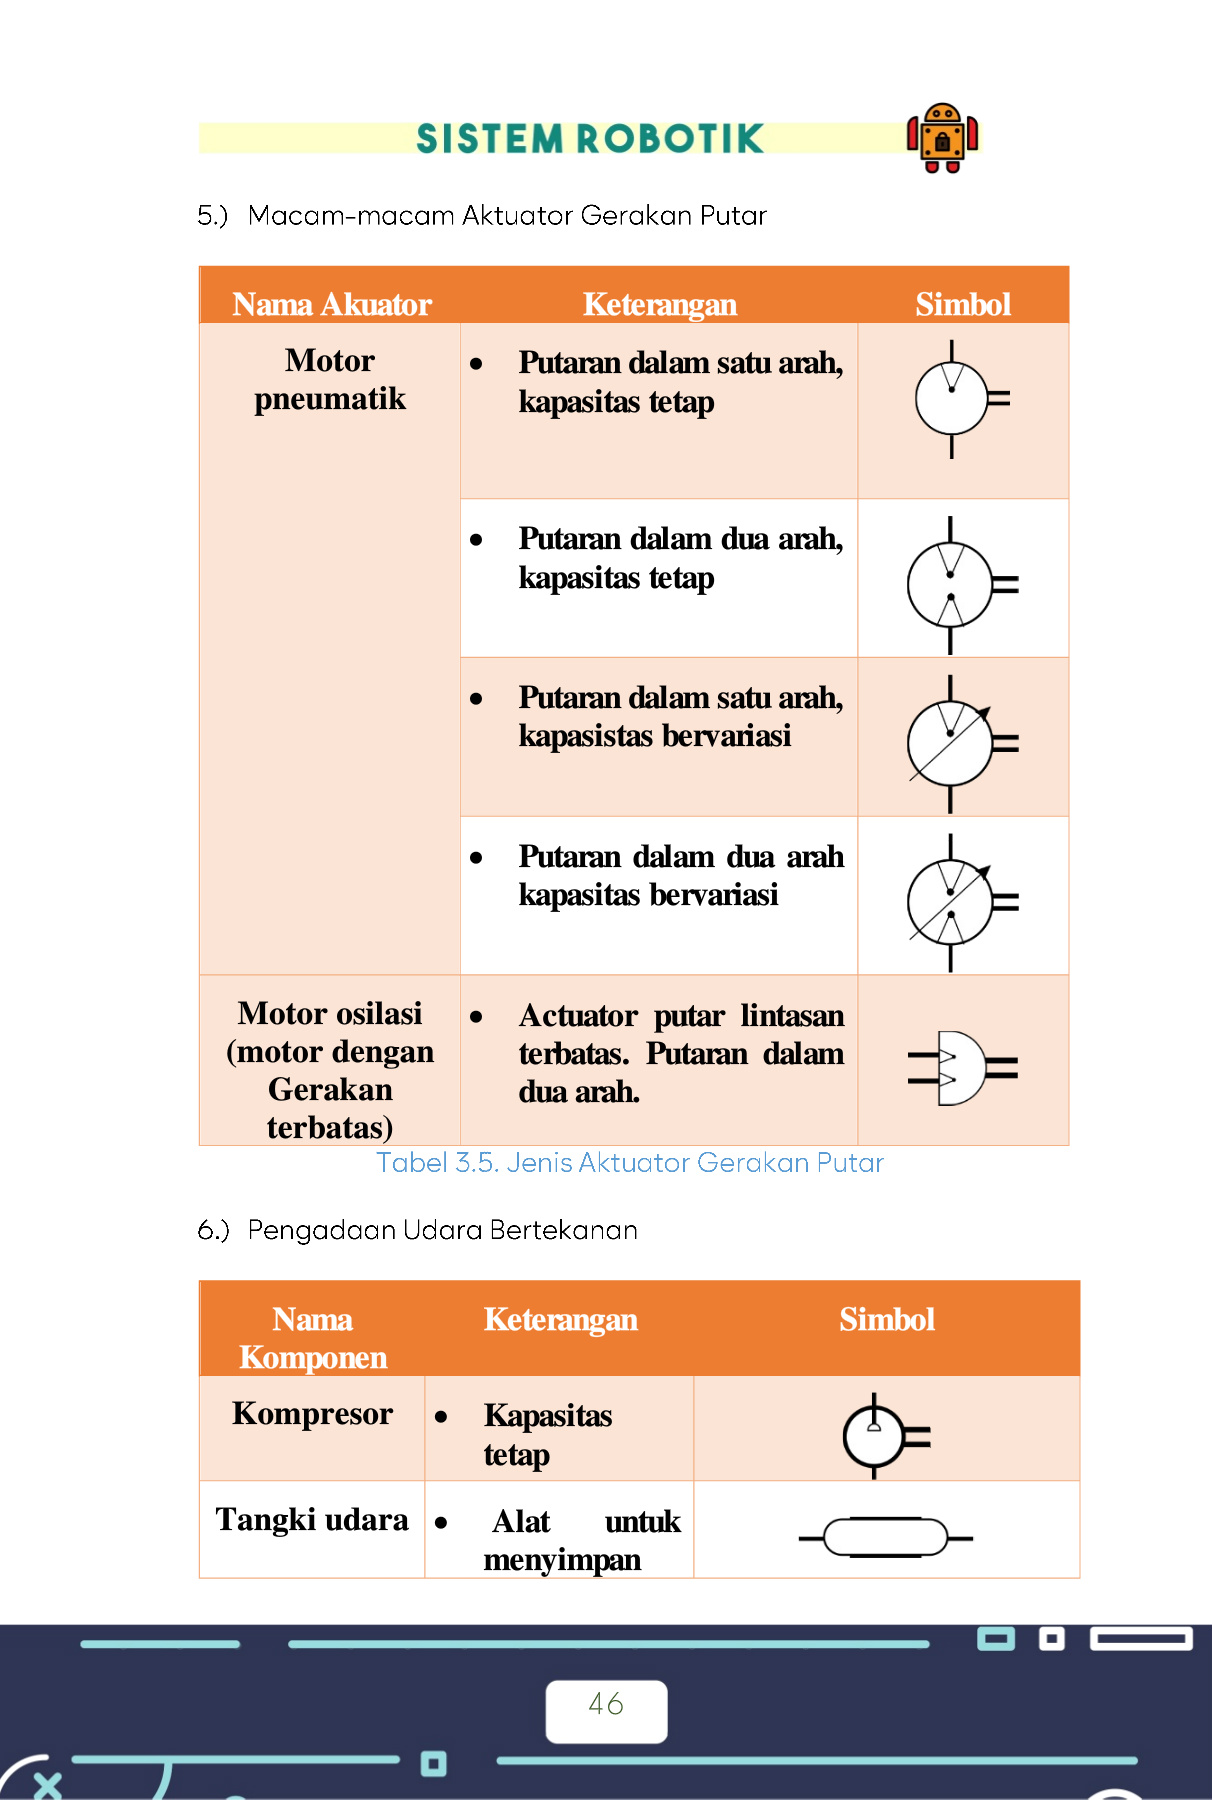 SISTEM ROBOTIK
5.) Macam-macam Aktuator Gerakan Putar
Nama Akuator Keterangan Simbol
Motor
pneumatik
• Putaran dalam satu arah,
kapasitas tetap
• Putaran dalam dua arah,
kapasitas tetap
• Putaran dalam satu arah,
kapasistas bervariasi
• Putaran dalam dua arah
kapasitas bervariasi
Motor osilasi
(motor dengan
Gerakan
terbatas)
• Actuator putar lintasan
terbatas. Putaran dalam
dua arah.
Tabel 3.5. Jenis Aktuator Gerakan Putar
6.) Pengadaan Udara Bertekanan
Nama
Komponen
Keterangan
Simbol
Kompresor
• Kapasitas
tetap
Tangki udara
• Alat untuk
menyimpan
46